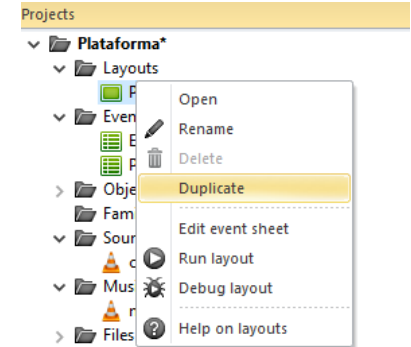 Projects
Plataforma*
Layouts
P
Open
Even
Rename
E
Delete
P
Duplicate
Obje
Fam
Edit event sheet
Sour
Run layout
c
Debug layout
Mus
Help on layouts
Files